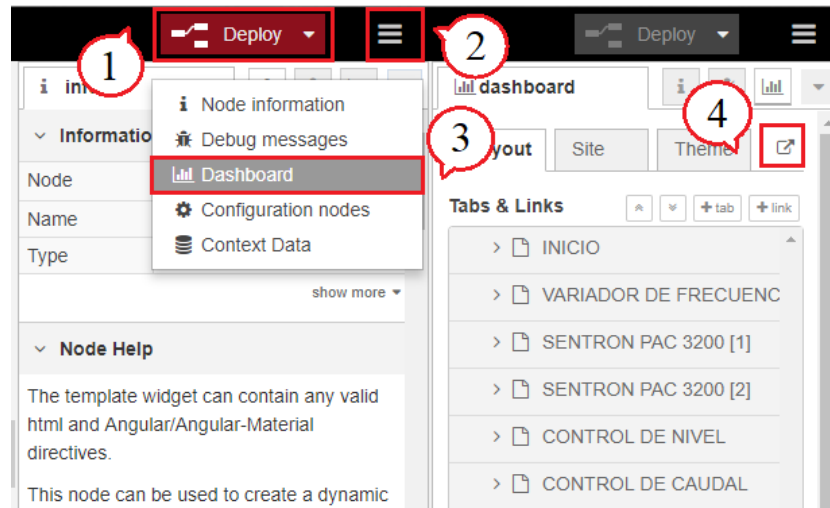 Deploy
1
2
Deploy
i
Node information
Debug messages
Dashboard
Configuration nodes
Context Data
Informatio
Node
Name
Type
show more
Node Help
The template widget can contain any valid
html and Angular/Angular-Material
directives.
This node can be used to create a dynamic
dashboard
i
3
4
yout
Site
Theme
Tabs & Links
+ tab
+ link
INICIO
VARIADOR DE FRECUENC
SENTRON PAC 3200 [1]
SENTRON PAC 3200 [2]
CONTROL DE NIVEL
CONTROL DE CAUDAL